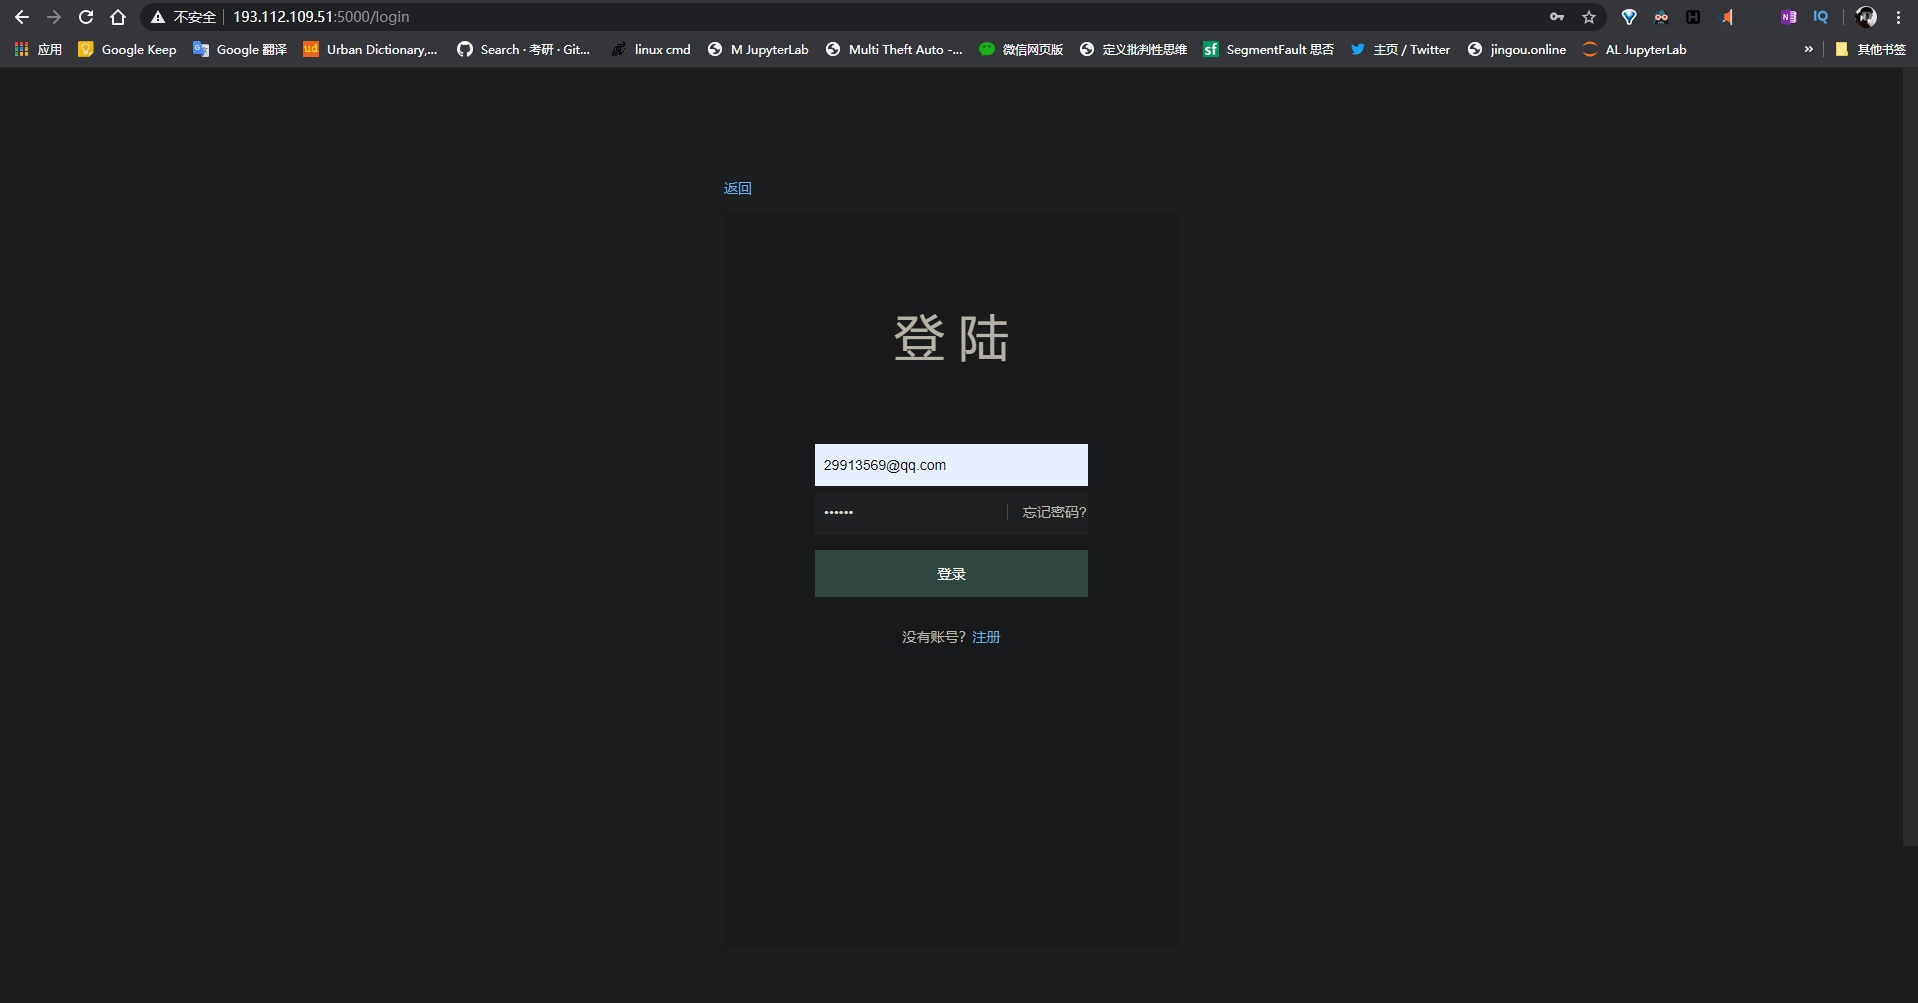 不安全 193.112.109.51:5000/login
应用 Google Keep Google 翻译 Urban Dictionary,... Search · 考研 · Git... linux cmd M JupyterLab Multi Theft Auto -... 微信网页版 定义批判性思维 SegmentFault 思否 主页 / Twitter jingou.online AL JupyterLab » 其他书签
返回
登陆
29913569@qq.com
•••••• 忘记密码?
登录
没有账号? 注册